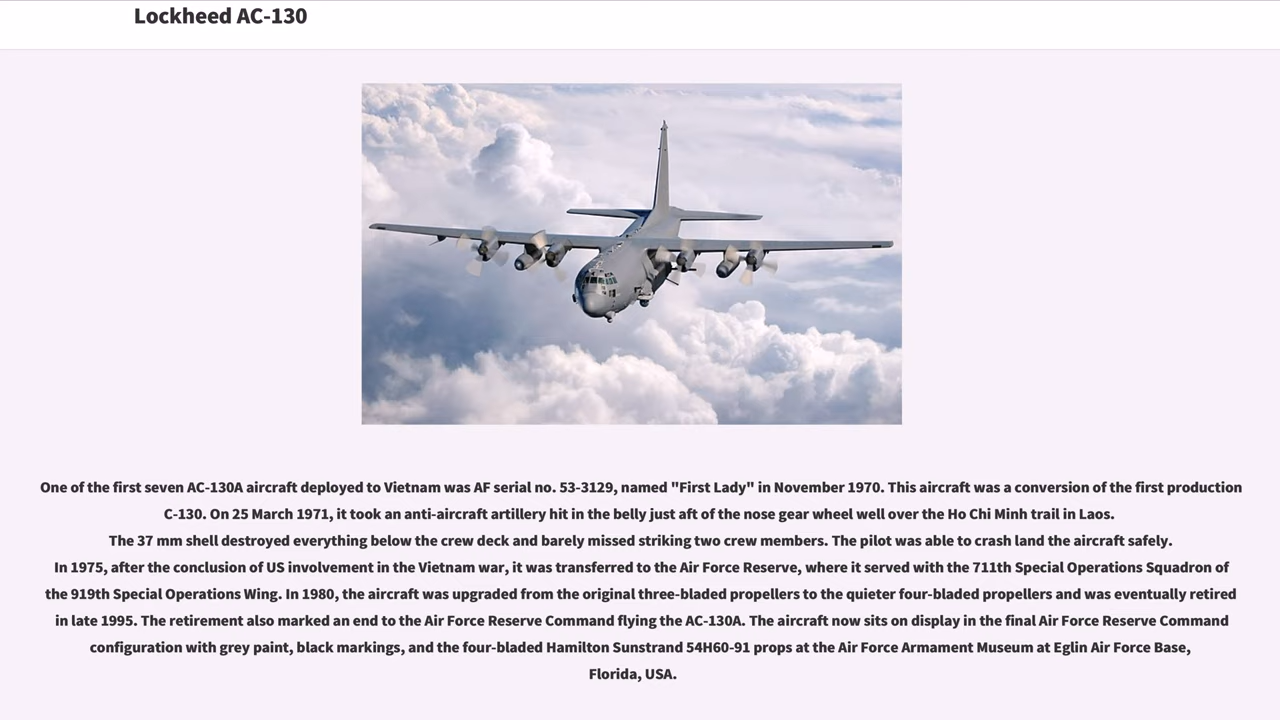 Lockheed AC-130
One of the first seven AC-130A aircraft deployed to Vietnam was AF serial no. 53-3129, named "First Lady" in November 1970. This aircraft was a conversion of the first production
C-130. On 25 March 1971, it took an anti-aircraft artillery hit in the belly just aft of the nose gear wheel well over the Ho Chi Minh trail in Laos.
The 37 mm shell destroyed everything below the crew deck and barely missed striking two crew members. The pilot was able to crash land the aircraft safely.
In 1975, after the conclusion of US involvement in the Vietnam war, it was transferred to the Air Force Reserve, where it served with the 711th Special Operations Squadron of
the 919th Special Operations Wing. In 1980, the aircraft was upgraded from the original three-bladed propellers to the quieter four-bladed propellers and was eventually retired
in late 1995. The retirement also marked an end to the Air Force Reserve Command flying the AC-130A. The aircraft now sits on display in the final Air Force Reserve Command
configuration with grey paint, black markings, and the four-bladed Hamilton Sunstrand 54H60-91 props at the Air Force Armament Museum at Eglin Air Force Base,
Florida, USA.